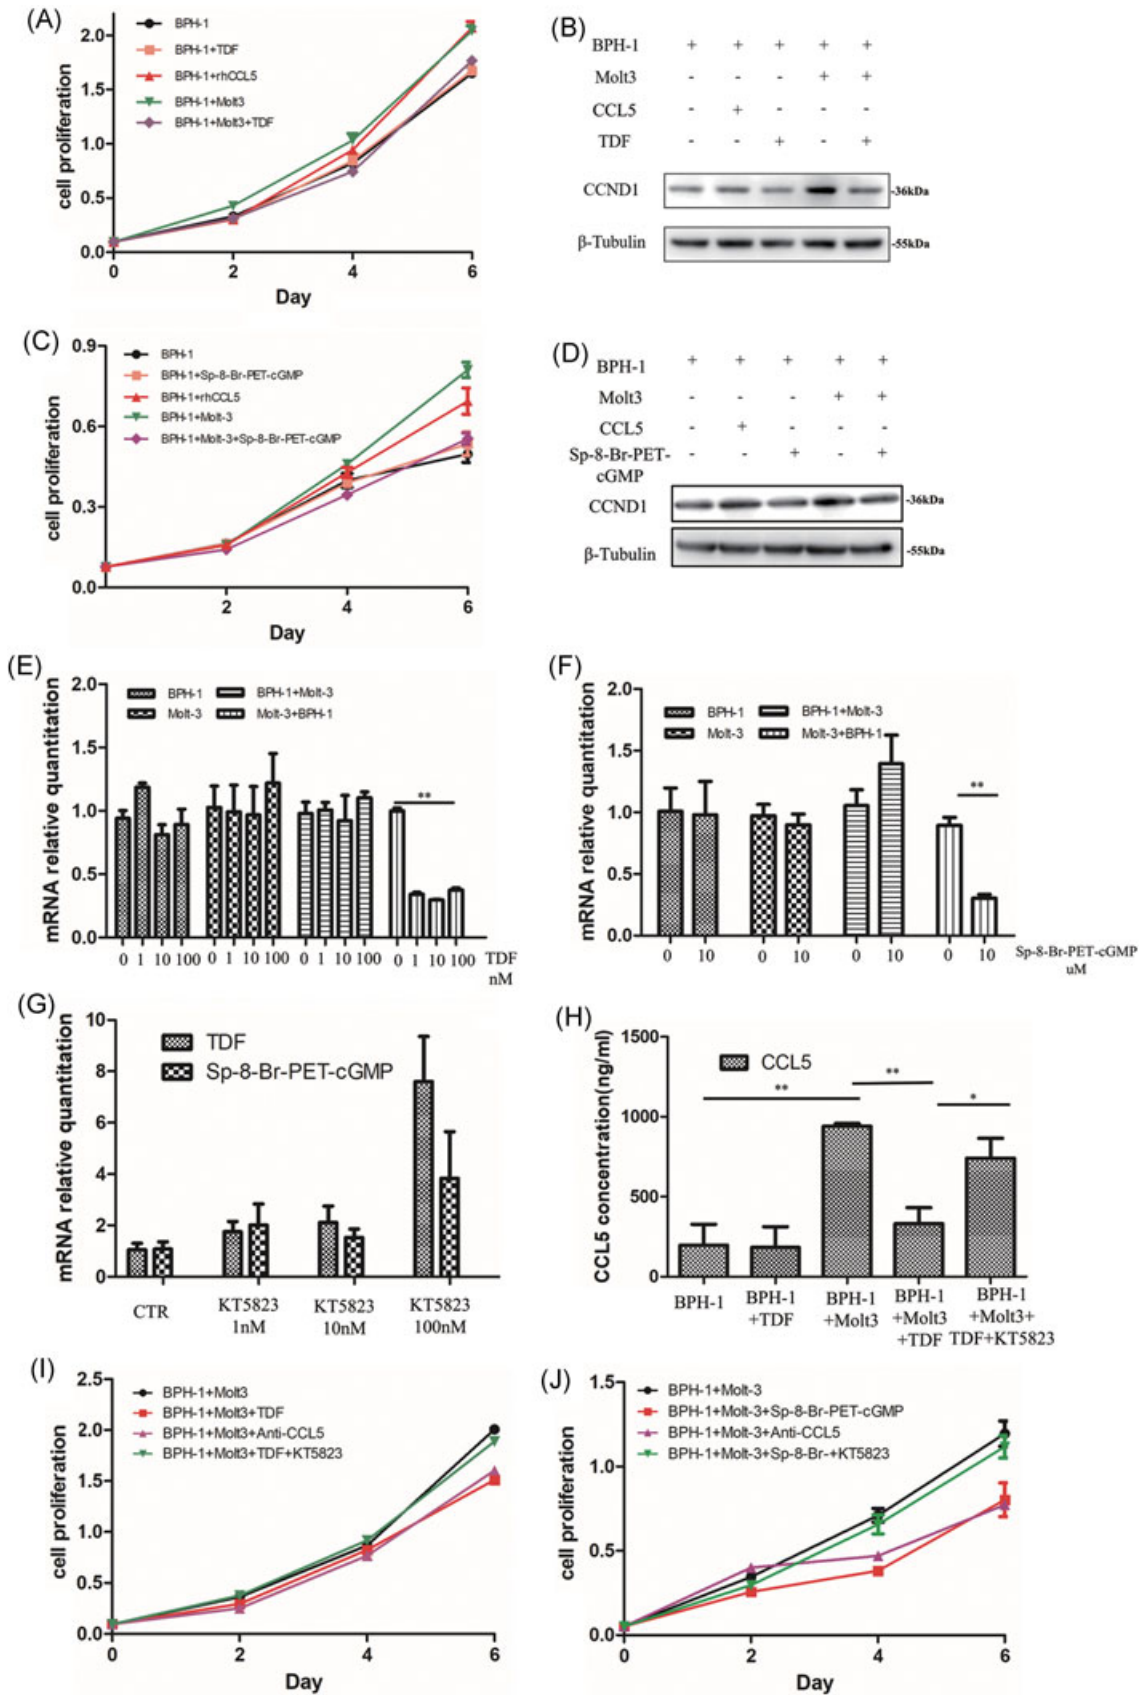 (A)
BPH-1
BPH-1+TDF
BPH-1+rhCCL5
BPH-1+Molt3
BPH-1+Molt3+TDF
cell proliferation
2.0
1.5
1.0
0.5
0.0
0 2 4 6
Day
(B)
BPH-1 + + + + +
Molt3 - - - + +
CCL5 - + - - -
TDF - - + - +
CCND1 -36kDa
β-Tubulin -55kDa
(C)
BPH-1
BPH-1+Sp-8-Br-PET-cGMP
BPH-1+rhCCL5
BPH-1+Molt-3
BPH-1+Molt-3+Sp-8-Br-PET-cGMP
cell proliferation
0.9
0.6
0.3
0.0
2 4 6
Day
(D)
BPH-1 + + + + +
Molt3 - - - + +
CCL5 - + - - -
Sp-8-Br-PET- - - + - +
cGMP
CCND1 -36kDa
β-Tubulin -55kDa
(E)
BPH-1 BPH-1+Molt-3
Molt-3 Molt-3+BPH-1
mRNA relative quantitation
2.0
1.5
1.0
0.5
0.0
**
0 1 10 100 0 1 10 100 0 1 10 100 0 1 10 100 TDF
nM
(F)
BPH-1 BPH-1+Molt-3
Molt-3 Molt-3+BPH-1
mRNA relative quantitation
2.0
1.5
1.0
0.5
0.0
**
0 10 0 10 0 10 0 10 Sp-8-Br-PET-cGMP
uM
(G)
TDF
Sp-8-Br-PET-cGMP
mRNA relative quantitation
10
8
6
4
2
0
CTR KT5823 KT5823 KT5823
1nM 10nM 100nM
(H)
CCL5
CCL5 concentration(ng/ml)
1500
1000
500
0
** ** *
BPH-1 BPH-1 BPH-1 BPH-1 BPH-1
+TDF +Molt3 +Molt3 +Molt3+
+TDF TDF+KT5823
(I)
BPH-1+Molt3
BPH-1+Molt3+TDF
BPH-1+Molt3+Anti-CCL5
BPH-1+Molt3+TDF+KT5823
cell proliferation
2.5
2.0
1.5
1.0
0.5
0.0
0 2 4 6
Day
(J)
BPH-1+Molt-3
BPH-1+Molt-3+Sp-8-Br-PET-cGMP
BPH-1+Molt-3+Anti-CCL5
BPH-1+Molt-3+Sp-8-Br-+KT5823
cell proliferation
1.5
1.0
0.5
0.0
0 2 4 6
Day